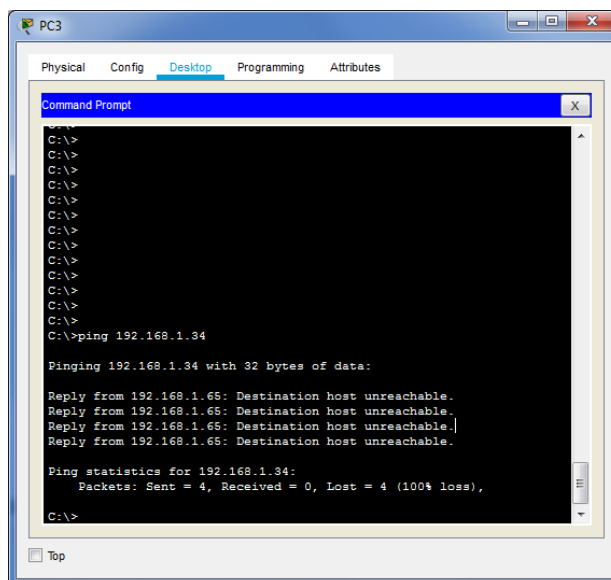 PC3
Physical Config Desktop Programming Attributes
Command Prompt
X
C:\>
C:\>
C:\>
C:\>
C:\>
C:\>
C:\>
C:\>
C:\>
C:\>
C:\>
C:\>
C:\>
C:\>
C:\>ping 192.168.1.34
Pinging 192.168.1.34 with 32 bytes of data:
Reply from 192.168.1.65: Destination host unreachable.
Reply from 192.168.1.65: Destination host unreachable.
Reply from 192.168.1.65: Destination host unreachable.
Reply from 192.168.1.65: Destination host unreachable.
Ping statistics for 192.168.1.34:
Packets: Sent = 4, Received = 0, Lost = 4 (100% loss),
C:\>
Top